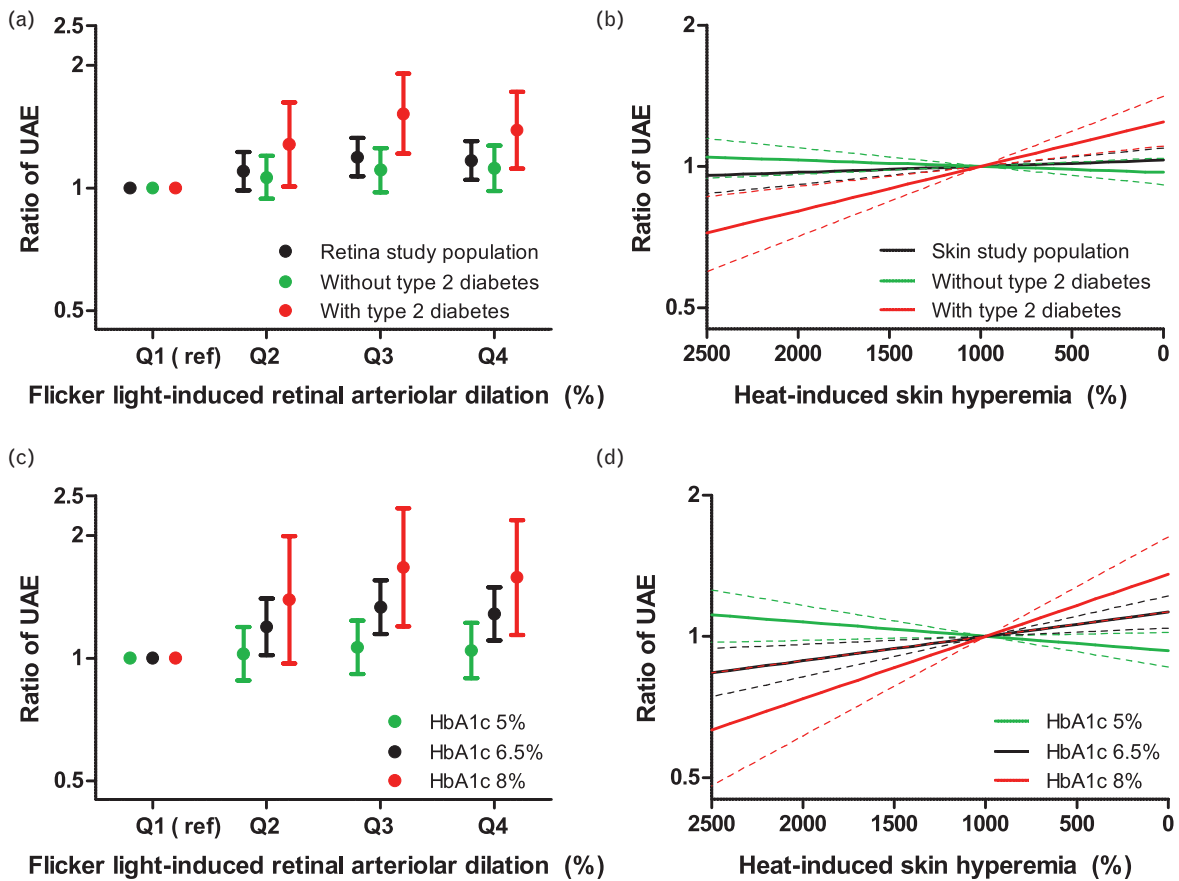 (a)
2.5
2
1
0.5
Ratio of UAE
Retina study population
Without type 2 diabetes
With type 2 diabetes
Q1 ( ref)
Q2
Q3
Q4
Flicker light-induced retinal arteriolar dilation (%)
(b)
2
1
0.5
Ratio of UAE
Skin study population
Without type 2 diabetes
With type 2 diabetes
2500
2000
1500
1000
500
0
Heat-induced skin hyperemia (%)
(c)
2.5
2
1
0.5
Ratio of UAE
HbA1c 5%
HbA1c 6.5%
HbA1c 8%
Q1 ( ref)
Q2
Q3
Q4
Flicker light-induced retinal arteriolar dilation (%)
(d)
2
1
0.5
Ratio of UAE
HbA1c 5%
HbA1c 6.5%
HbA1c 8%
2500
2000
1500
1000
500
0
Heat-induced skin hyperemia (%)